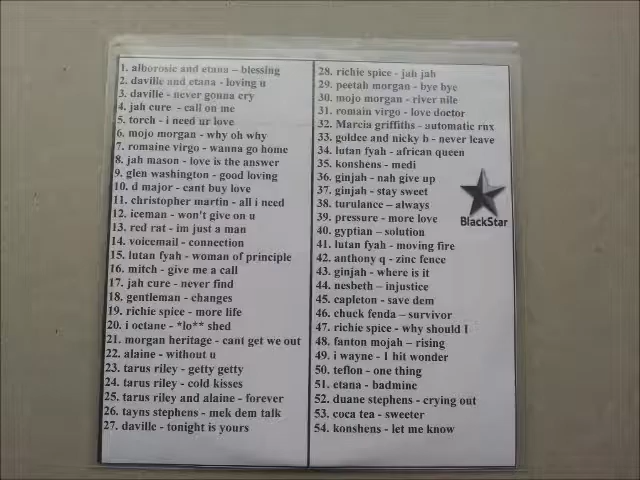 1. alborosie and etana – blessing
2. daville and etana - loving u
3. daville - never gonna cry
4. jah cure - call on me
5. torch - i need ur love
6. mojo morgan - why oh why
7. romaine virgo - wanna go home
8. jah mason - love is the answer
9. glen washington - good loving
10. d major - cant buy love
11. christopher martin - all i need
12. iceman - won't give on u
13. red rat - im just a man
14. voicemail - connection
15. lutan fyah - woman of principle
16. mitch - give me a call
17. jah cure - never find
18. gentleman - changes
19. richie spice - more life
20. i octane - *lo** shed
21. morgan heritage - cant get we out
22. alaine - without u
23. tarus riley - getty getty
24. tarus riley - cold kisses
25. tarus riley and alaine - forever
26. tayns stephens - mek dem talk
27. daville - tonight is yours
28. richie spice - jah jah
29. peetah morgan - bye bye
30. mojo morgan - river nile
31. romain virgo - love doctor
32. Marcia griffiths - automatic rmx
33. goldee and nicky b - never leave
34. lutan fyah - african queen
35. konshens - medi
36. ginjah - nah give up
37. ginjah - stay sweet
38. turulance – always
39. pressure - more love
40. gyptian – solution
41. lutan fyah - moving fire
42. anthony q - zinc fence
43. ginjah - where is it
44. nesbeth – injustice
45. capleton - save dem
46. chuck fenda – survivor
47. richie spice - why should I
48. fanton mojah – rising
49. i wayne - 1 hit wonder
50. teflon - one thing
51. etana - badmine
52. duane stephens - crying out
53. coca tea - sweeter
54. konshens - let me know
BlackStar